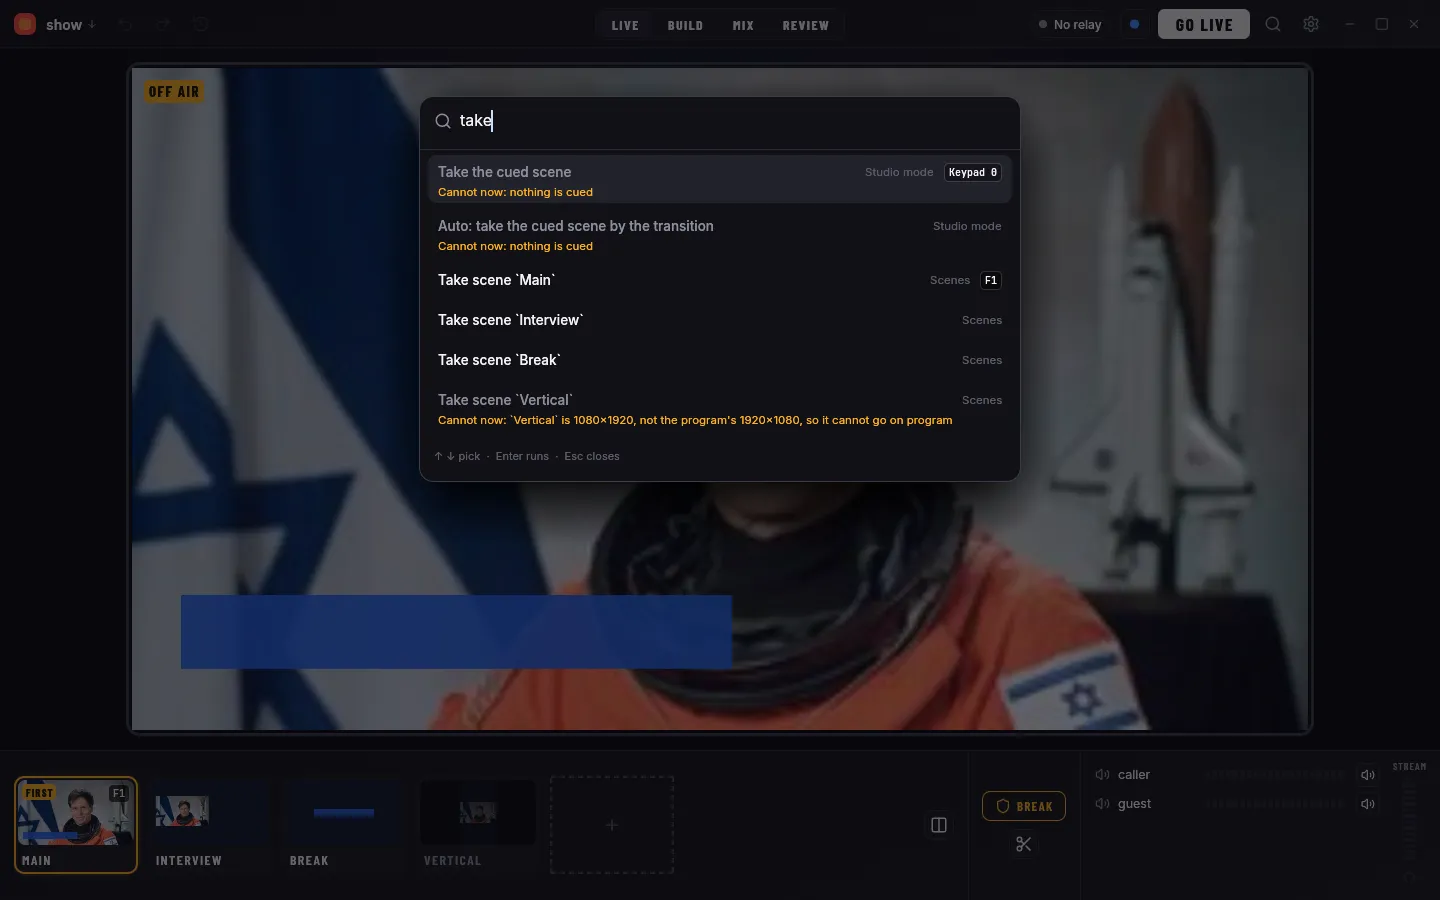 show
LIVE
BUILD
MIX
REVIEW
No relay
GO LIVE
OFF AIR
take
Take the cued scene
Studio mode
Keypad 0
Cannot now: nothing is cued
Auto: take the cued scene by the transition
Studio mode
Cannot now: nothing is cued
Take scene `Main`
Scenes
F1
Take scene `Interview`
Scenes
Take scene `Break`
Scenes
Take scene `Vertical`
Scenes
Cannot now: `Vertical` is 1080×1920, not the program's 1920×1080, so it cannot go on program
↑ ↓ pick · Enter runs · Esc closes
FIRST
F1
MAIN
INTERVIEW
BREAK
VERTICAL
+
BREAK
caller
guest
STREAM